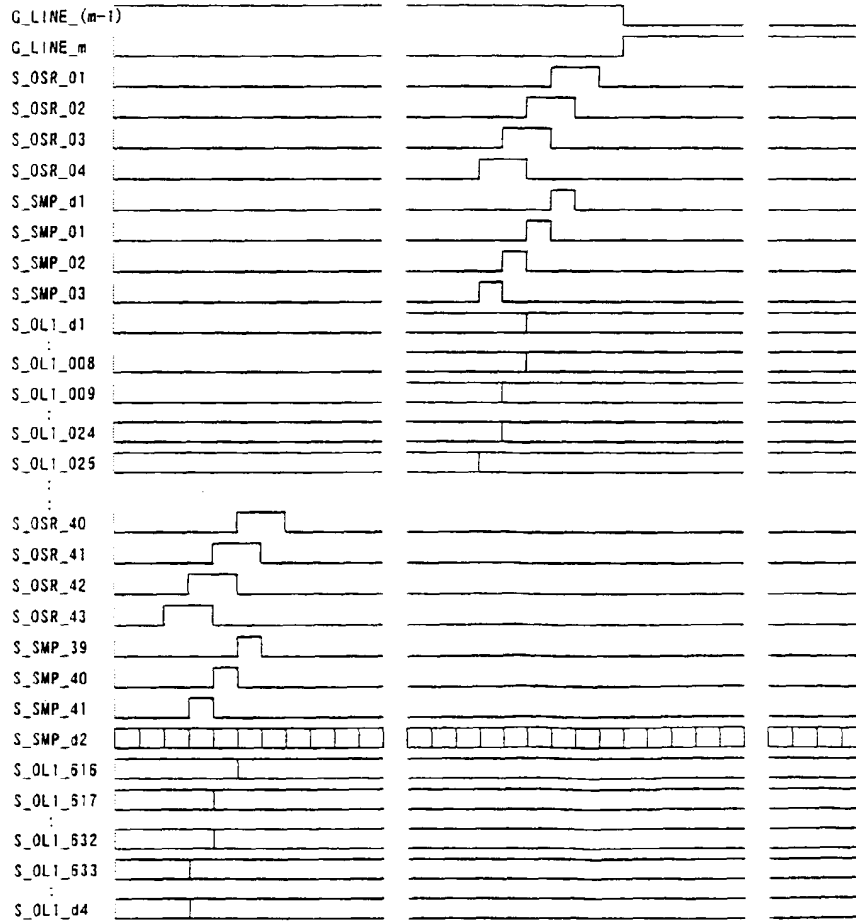 G_LINE_(m-1)
G_LINE_m
S_OSR_01
S_OSR_02
S_OSR_03
S_OSR_04
S_SMP_d1
S_SMP_01
S_SMP_02
S_SMP_03
S_OL1_d1
:
S_OL1_008
S_OL1_009
:
S_OL1_024
S_OL1_025
:
:
S_OSR_40
S_OSR_41
S_OSR_42
S_OSR_43
S_SMP_39
S_SMP_40
S_SMP_41
S_SMP_d2
S_OL1_616
S_OL1_617
:
S_OL1_632
S_OL1_633
:
S_OL1_d4